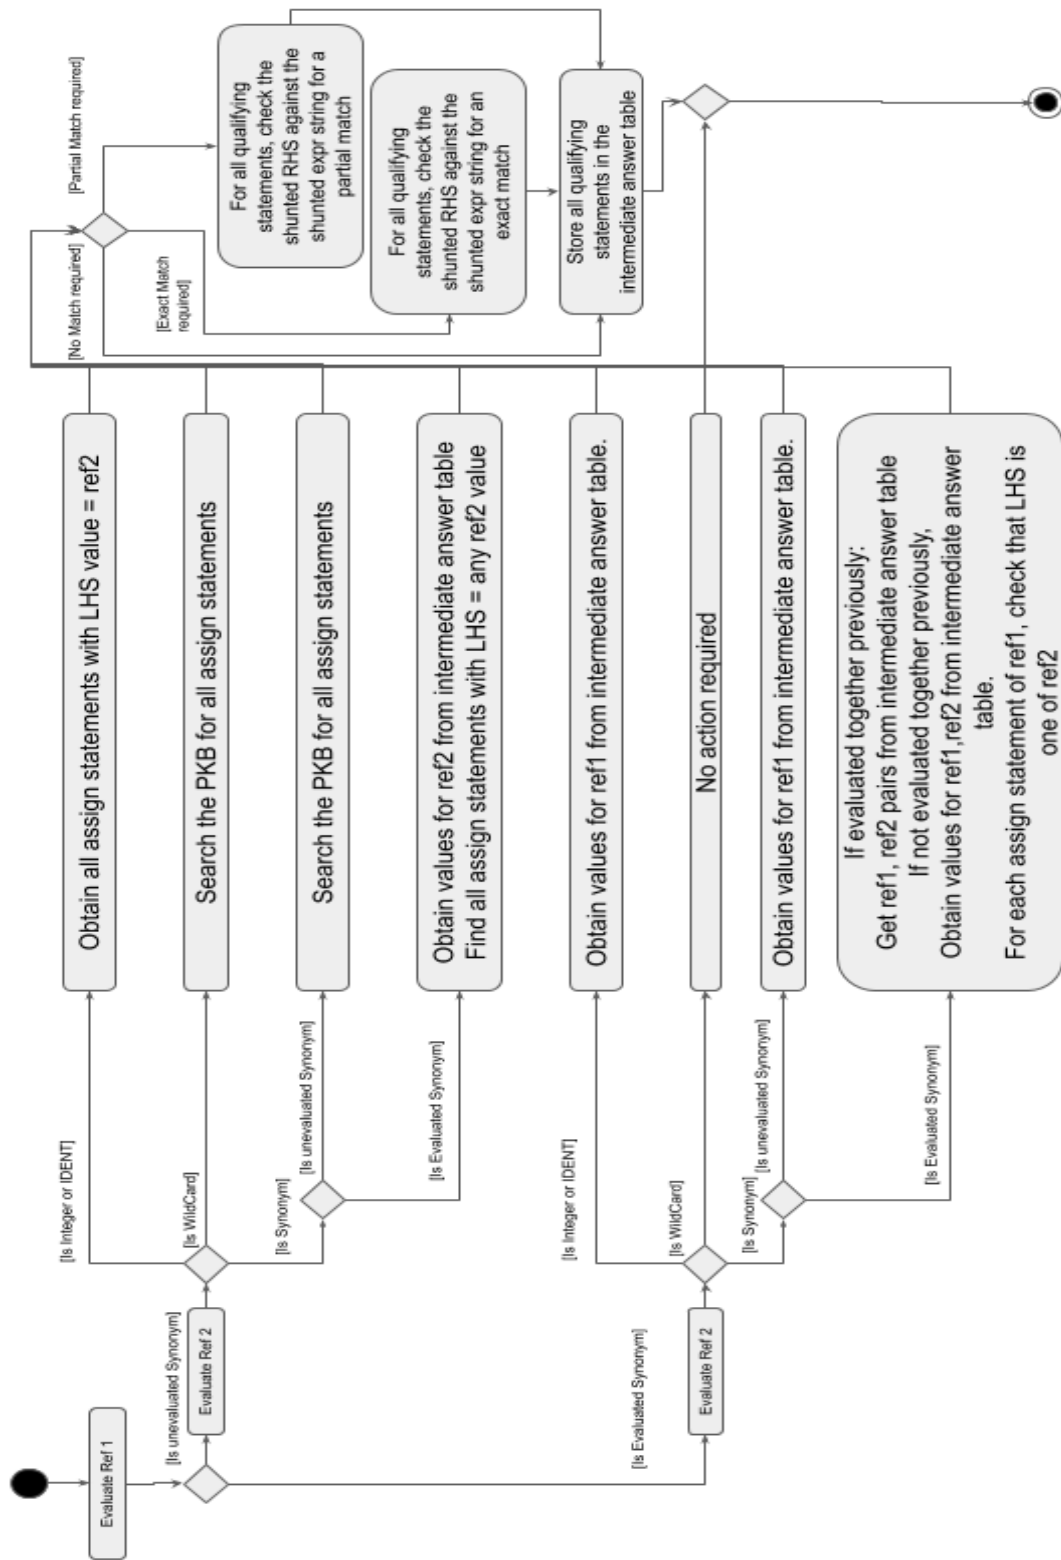 Evaluate Ref 1
[Is unevaluated Synonym]
Evaluate Ref 2
[Is Integer or IDENT]
Obtain all assign statements with LHS value = ref2
[Is WildCard]
Search the PKB for all assign statements
[Is Synonym]
[Is unevaluated Synonym]
Search the PKB for all assign statements
[Is Evaluated Synonym]
Obtain values for ref2 from intermediate answer table
Find all assign statements with LHS = any ref2 value
[Is Evaluated Synonym]
Evaluate Ref 2
[Is Integer or IDENT]
Obtain values for ref1 from intermediate answer table.
[Is WildCard]
No action required
[Is Synonym]
[Is unevaluated Synonym]
Obtain values for ref1 from intermediate answer table.
[Is Evaluated Synonym]
If evaluated together previously:
Get ref1, ref2 pairs from intermediate answer table
If not evaluated together previously,
Obtain values for ref1,ref2 from intermediate answer
table.
For each assign statement of ref1, check that LHS is
one of ref2
[No Match required]
[Partial Match required]
[Exact Match
required]
For all qualifying
statements, check the
shunted RHS against the
shunted expr string for a
partial match
For all qualifying
statements, check the
shunted RHS against the
shunted expr string for an
exact match
Store all qualifying
statements in the
intermediate answer table